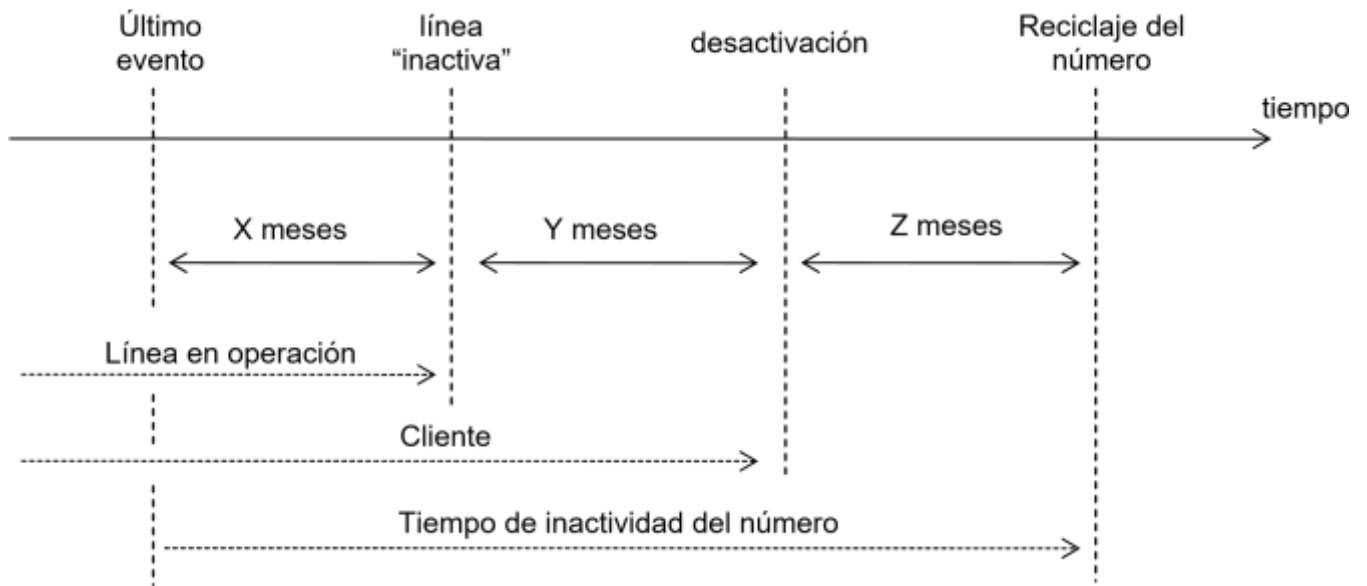 Último
evento
línea
“inactiva”
desactivación
Reciclaje del
número
tiempo
X meses
Y meses
Z meses
Línea en operación
Cliente
Tiempo de inactividad del número